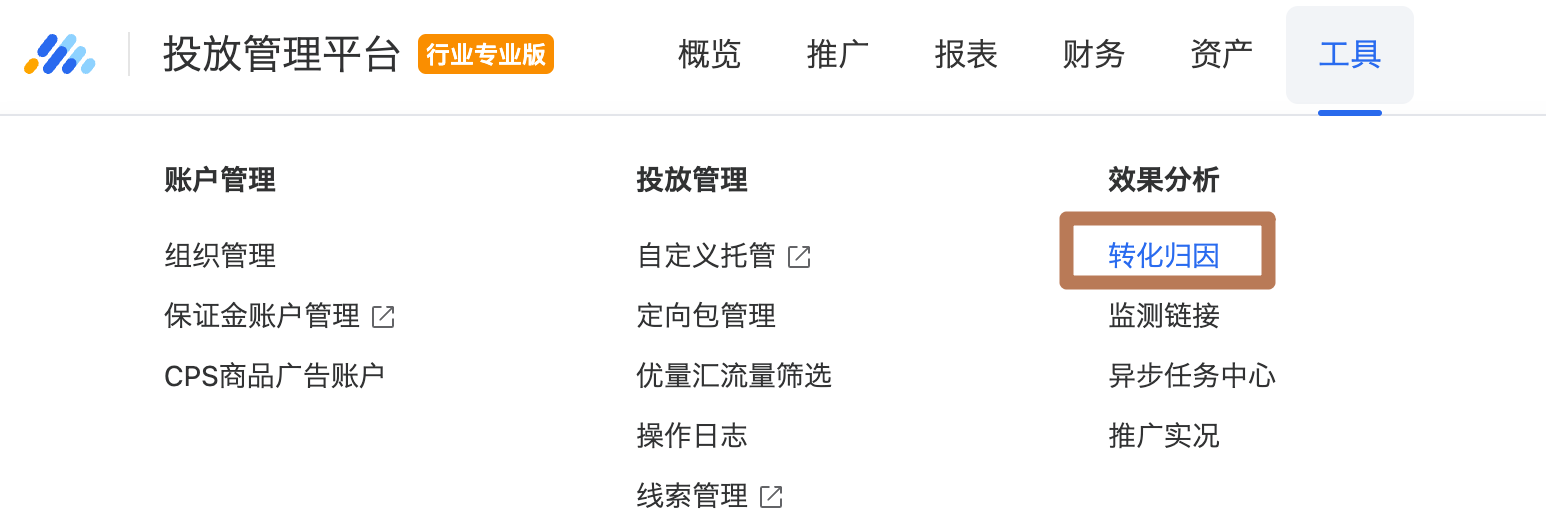 投放管理平台 行业专业版 概览 推广 报表 财务 资产 工具
账户管理
组织管理
保证金账户管理
CPS商品广告账户
投放管理
自定义托管
定向包管理
优量汇流量筛选
操作日志
线索管理
效果分析
转化归因
监测链接
异步任务中心
推广实况